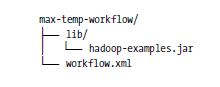 max-temp-workflow/
├── lib/
│   └── hadoop-examples.jar
└── workflow.xml